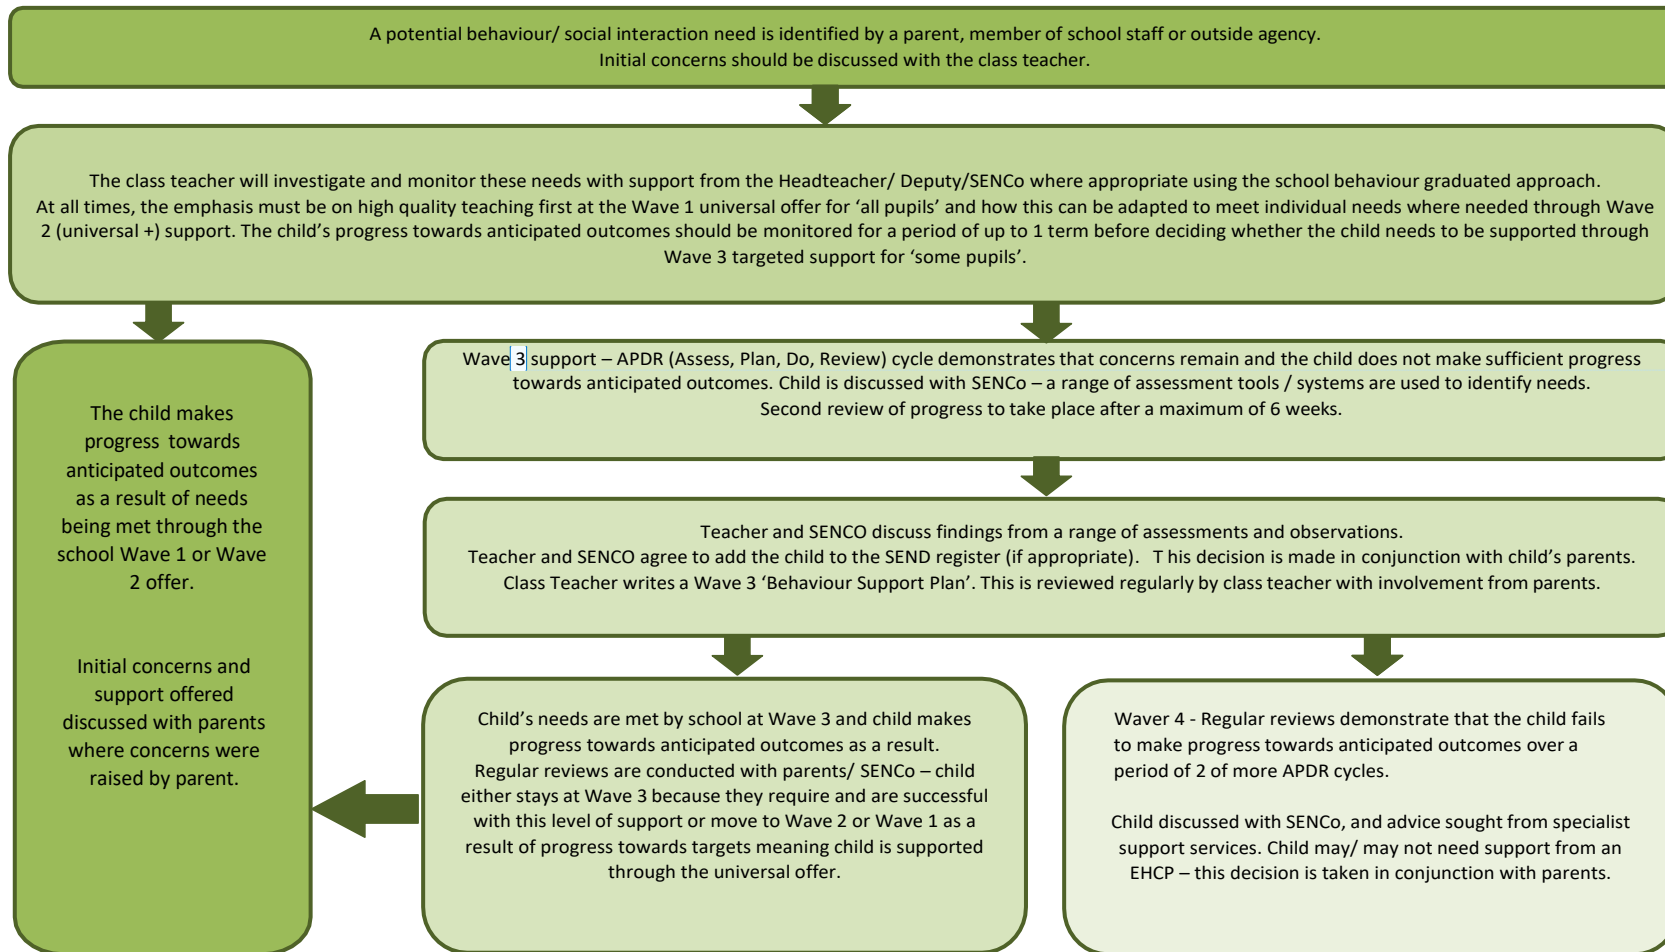 A potential behaviour/ social interaction need is identified by a parent, member of school staff or outside agency.
Initial concerns should be discussed with the class teacher.
The class teacher will investigate and monitor these needs with support from the Headteacher/ Deputy/SENCo where appropriate using the school behaviour graduated approach.
At all times, the emphasis must be on high quality teaching first at the Wave 1 universal offer for ‘all pupils’ and how this can be adapted to meet individual needs where needed through Wave
2 (universal +) support. The child’s progress towards anticipated outcomes should be monitored for a period of up to 1 term before deciding whether the child needs to be supported through
Wave 3 targeted support for ‘some pupils’.
The child makes
progress towards
anticipated outcomes
as a result of needs
being met through the
school Wave 1 or Wave
2 offer.
Initial concerns and
support offered
discussed with parents
where concerns were
raised by parent.
Wave 3 support – APDR (Assess, Plan, Do, Review) cycle demonstrates that concerns remain and the child does not make sufficient progress
towards anticipated outcomes. Child is discussed with SENCo – a range of assessment tools / systems are used to identify needs.
Second review of progress to take place after a maximum of 6 weeks.
Teacher and SENCO discuss findings from a range of assessments and observations.
Teacher and SENCO agree to add the child to the SEND register (if appropriate). T his decision is made in conjunction with child’s parents.
Class Teacher writes a Wave 3 ‘Behaviour Support Plan’. This is reviewed regularly by class teacher with involvement from parents.
Child’s needs are met by school at Wave 3 and child makes
progress towards anticipated outcomes as a result.
Regular reviews are conducted with parents/ SENCo – child
either stays at Wave 3 because they require and are successful
with this level of support or move to Wave 2 or Wave 1 as a
result of progress towards targets meaning child is supported
through the universal offer.
Waver 4 - Regular reviews demonstrate that the child fails
to make progress towards anticipated outcomes over a
period of 2 of more APDR cycles.
Child discussed with SENCo, and advice sought from specialist
support services. Child may/ may not need support from an
EHCP – this decision is taken in conjunction with parents.